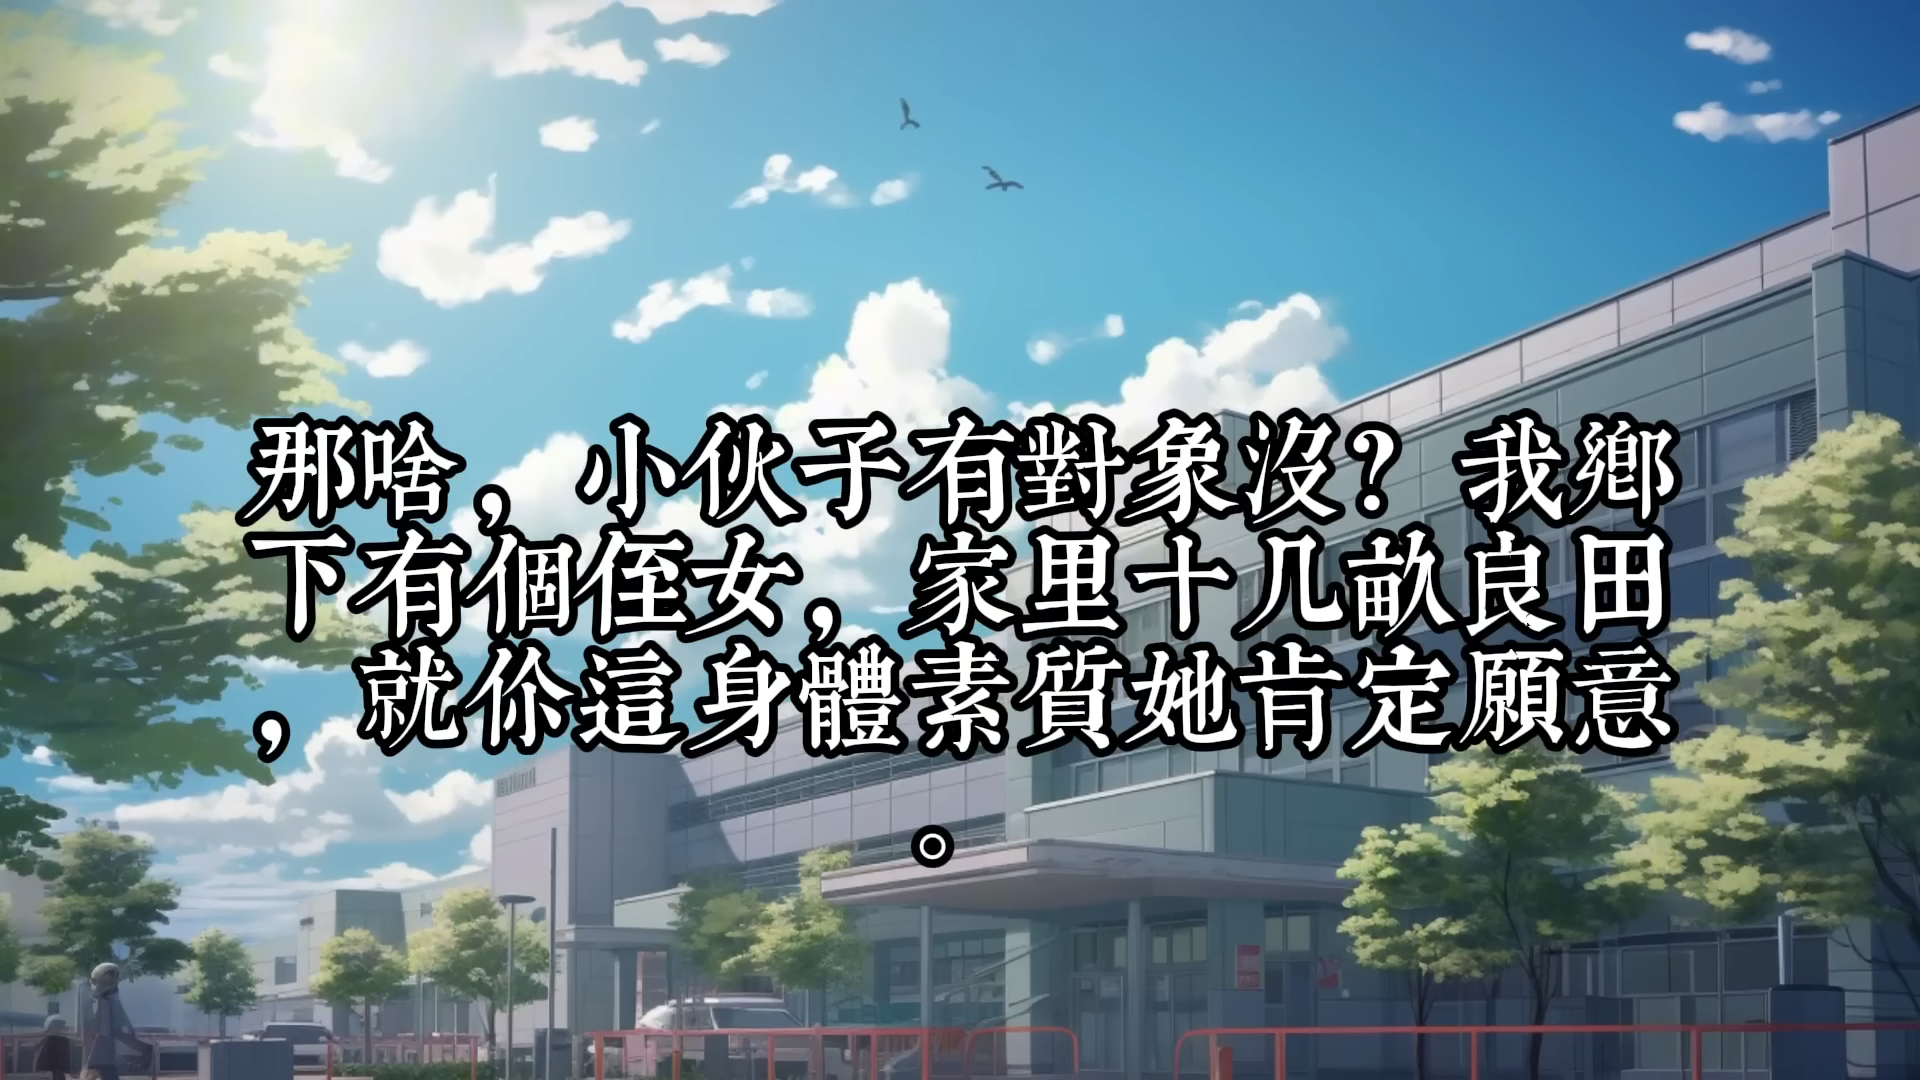 那啥，小伙子有對象沒？我鄉
下有個侄女，家里十几畝良田
，就你這身體素質她肯定願意
。